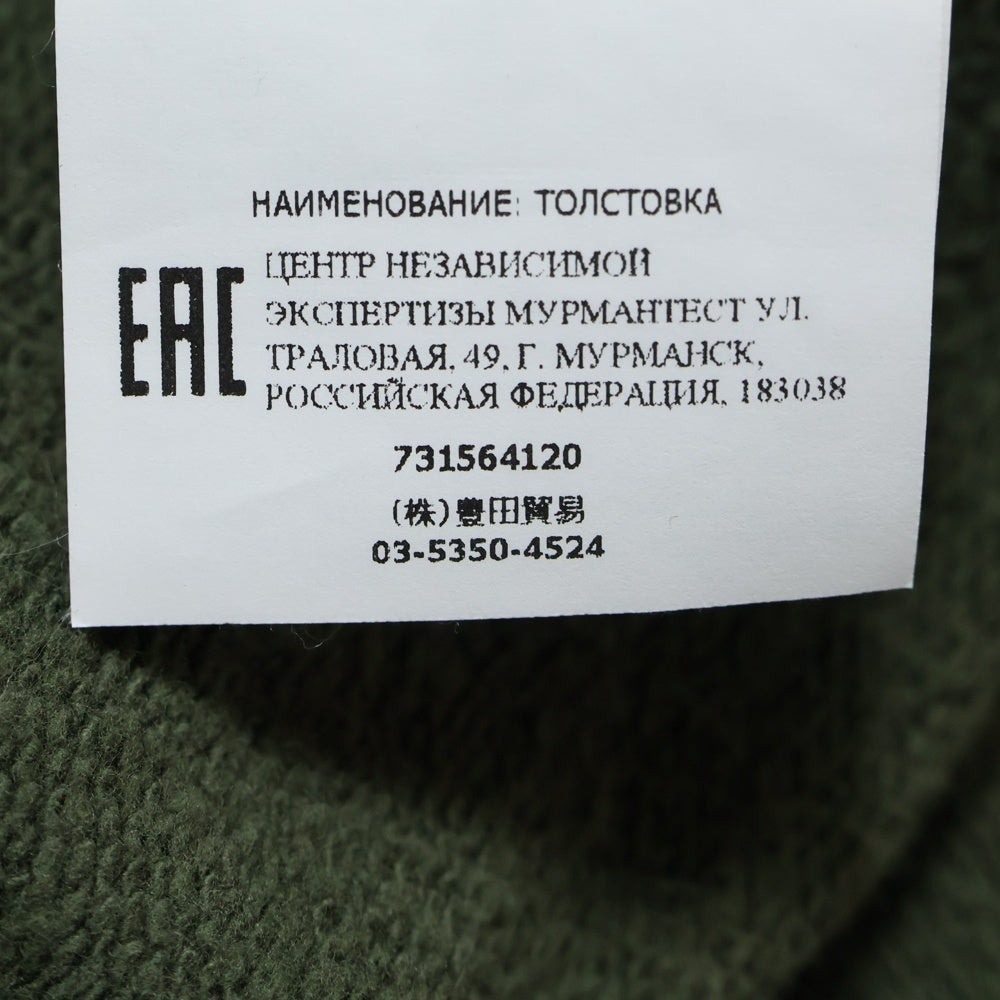 НАИМЕНОВАНИЕ: ТОЛСТОВКА
EAC
ЦЕНТР НЕЗАВИСИМОЙ
ЭКСПЕРТИЗЫ МУРМАНТЕСТ УЛ.
ТРАЛОВАЯ, 49, Г. МУРМАНСК,
РОССИЙСКАЯ ФЕДЕРАЦИЯ, 183038
731564120
(株)豊田貿易
03-5350-4524